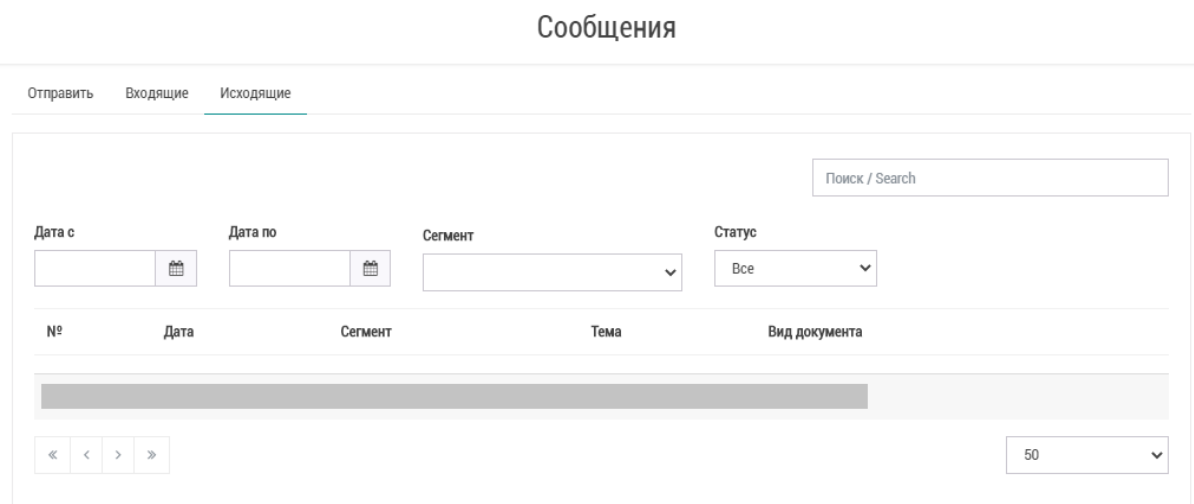 Сообщения
Отправить Входящие Исходящие
Поиск / Search
Дата с Дата по Сегмент Статус
Все
№ Дата Сегмент Тема Вид документа
« < > » 50